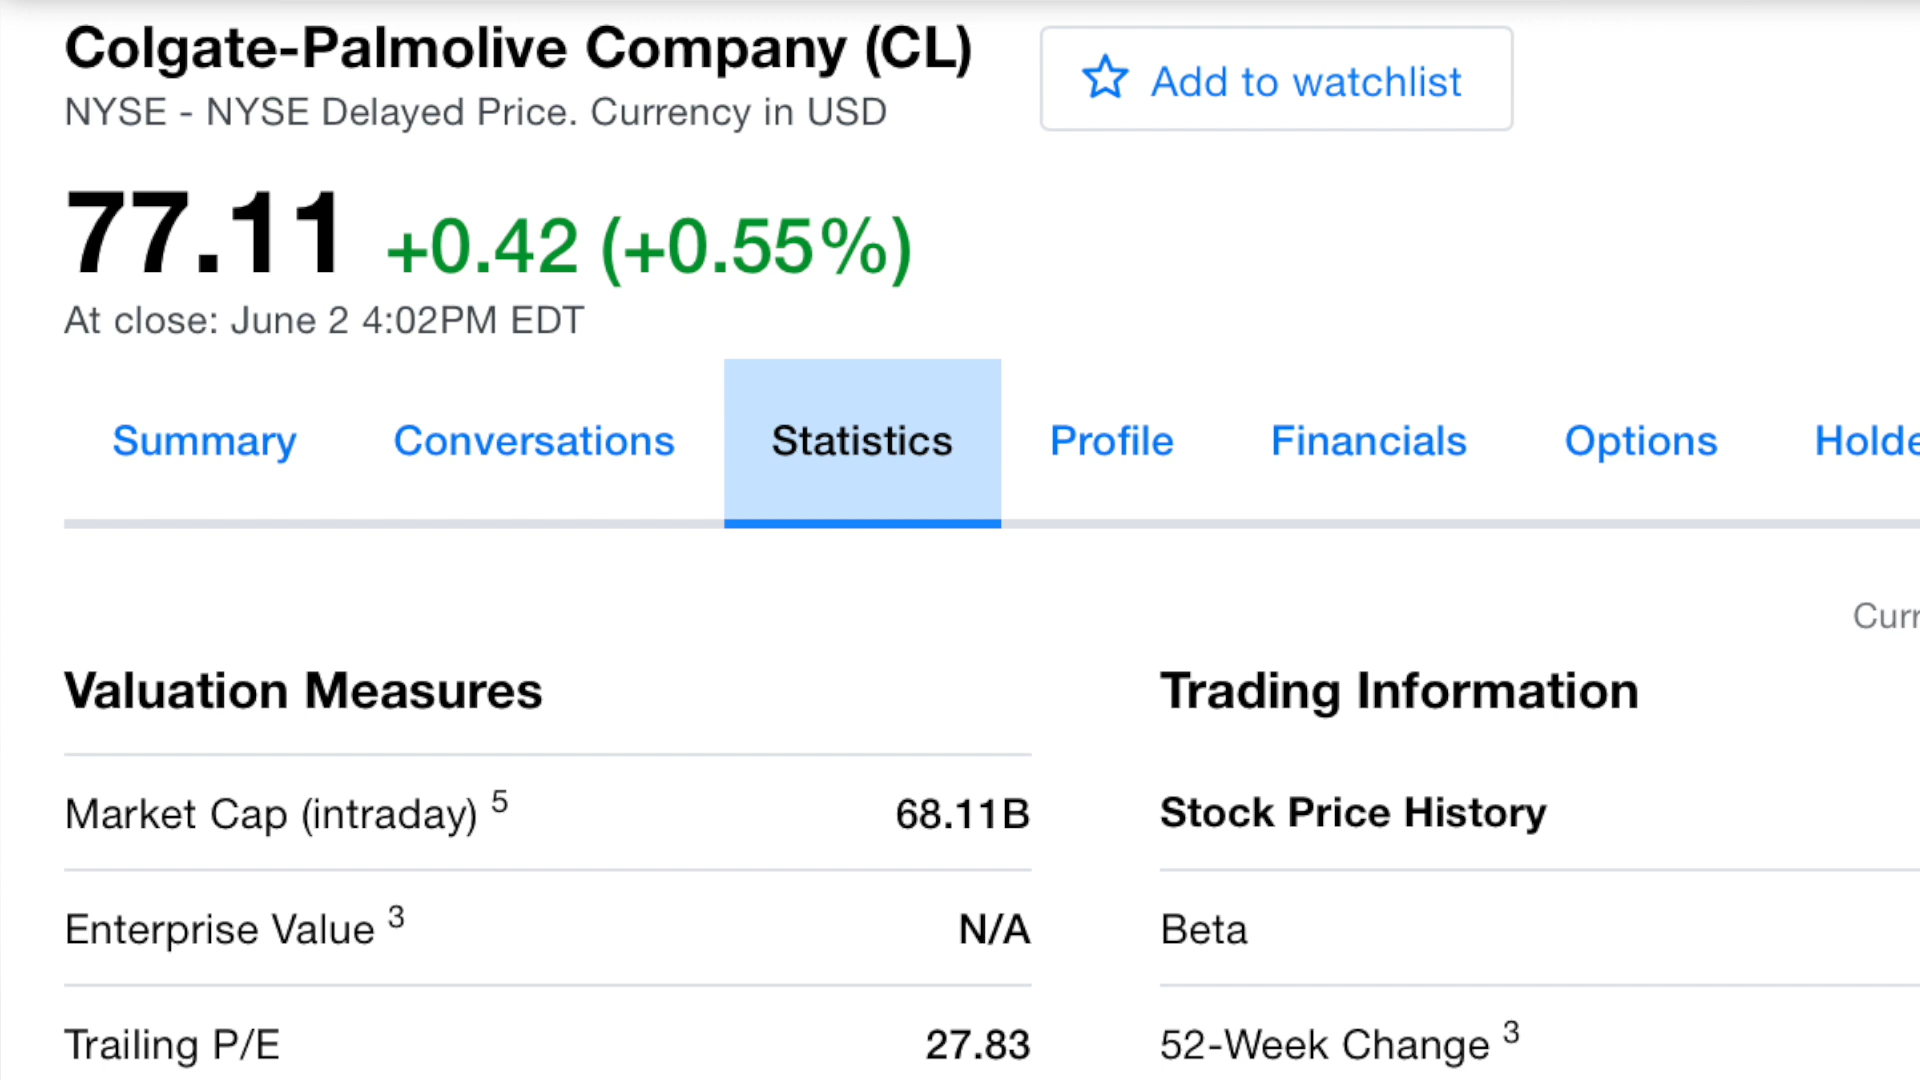 Colgate-Palmolive Company (CL)
Add to watchlist
NYSE - NYSE Delayed Price. Currency in USD
77.11 +0.42 (+0.55%)
At close: June 2 4:02PM EDT
Summary Conversations Statistics Profile Financials Options Holde
Curr
Valuation Measures
Market Cap (intraday) 5 68.11B
Enterprise Value 3 N/A
Trailing P/E 27.83
Trading Information
Stock Price History
Beta
52-Week Change 3